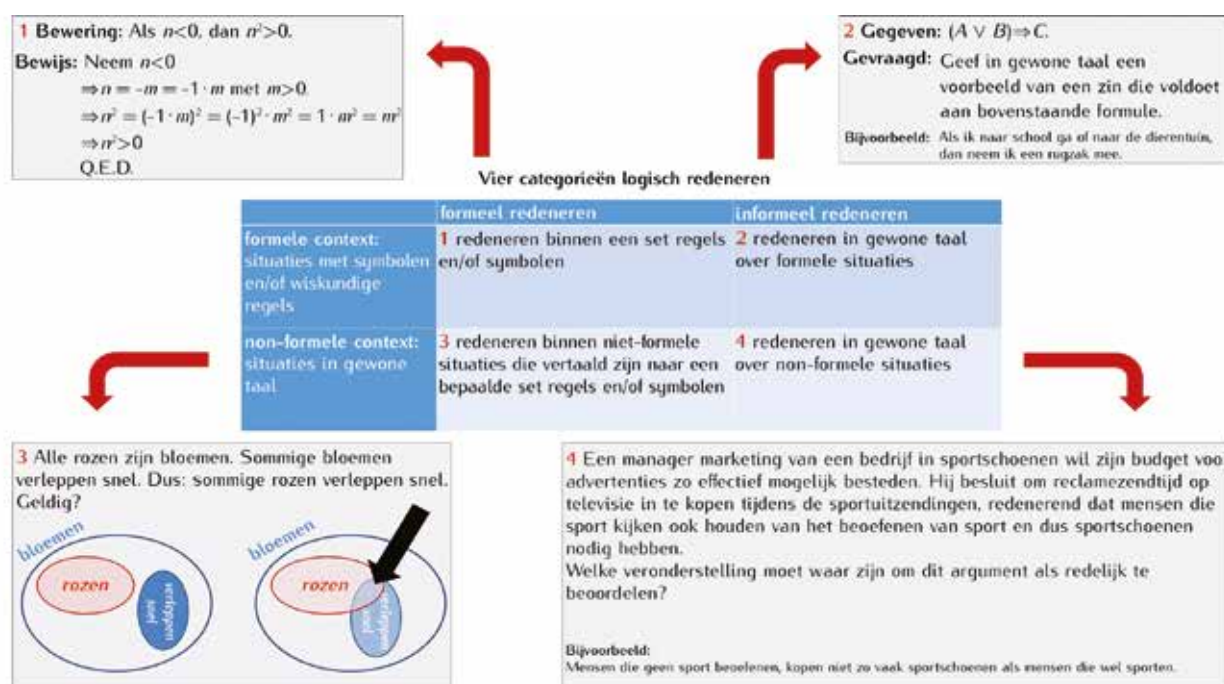 1 Bewering: Als n<0, dan n²>0.
Bewijs: Neem n<0
⇒n = -m = -1 · m met m>0
⇒n² = (-1 · m)² = (-1)² · m² = 1 · m² = m²
⇒n²>0
Q.E.D.
2 Gegeven: (A ∨ B)⇒C.
Gevraagd: Geef in gewone taal een
voorbeeld van een zin die voldoet
aan bovenstaande formule.
Bijvoorbeeld: Als ik naar school ga of naar de dierentuin,
dan neem ik een rugzak mee.
Vier categorieën logisch redeneren
formeel redeneren
informeel redeneren
formele context:
situaties met symbolen
en/of wiskundige
regels
1 redeneren binnen een set regels
en/of symbolen
2 redeneren in gewone taal
over formele situaties
non-formele context:
situaties in gewone
taal
3 redeneren binnen niet-formele
situaties die vertaald zijn naar een
bepaalde set regels en/of symbolen
4 redeneren in gewone taal
over non-formele situaties
3 Alle rozen zijn bloemen. Sommige bloemen
verleppen snel. Dus: sommige rozen verleppen snel.
Geldig?
bloemen
rozen
verleppen
snel
bloemen
rozen
verleppen
snel
4 Een manager marketing van een bedrijf in sportschoenen wil zijn budget voo
advertenties zo effectief mogelijk besteden. Hij besluit om reclamezendtijd op
televisie in te kopen tijdens de sportuitzendingen, redenerend dat mensen die
sport kijken ook houden van het beoefenen van sport en dus sportschoenen
nodig hebben.
Welke veronderstelling moet waar zijn om dit argument als redelijk te
beoordelen?
Bijvoorbeeld:
Mensen die geen sport beoefenen, kopen niet zo vaak sportschoenen als mensen die wel sporten.